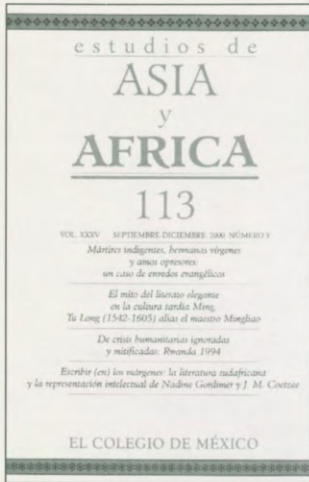 estudios de
ASIA
y
AFRICA
113
VOL. XXXV SEPTIEMBRE-DICIEMBRE 2000 NÚMERO 3
Mártires indigentes, hermanas vírgenes
y amos opresores:
un caso de enredos evangélicos
El mito del literato elegante
en la cultura tardía Ming.
Tu Long (1542-1605) alias el maestro Mingliao
De crisis humanitarias ignoradas
y mitificadas: Rwanda 1994
Escribir (en) los márgenes: la literatura sudafricana
y la representación intelectual de Nadine Gordimer y J. M. Coetzee
EL COLEGIO DE MÉXICO